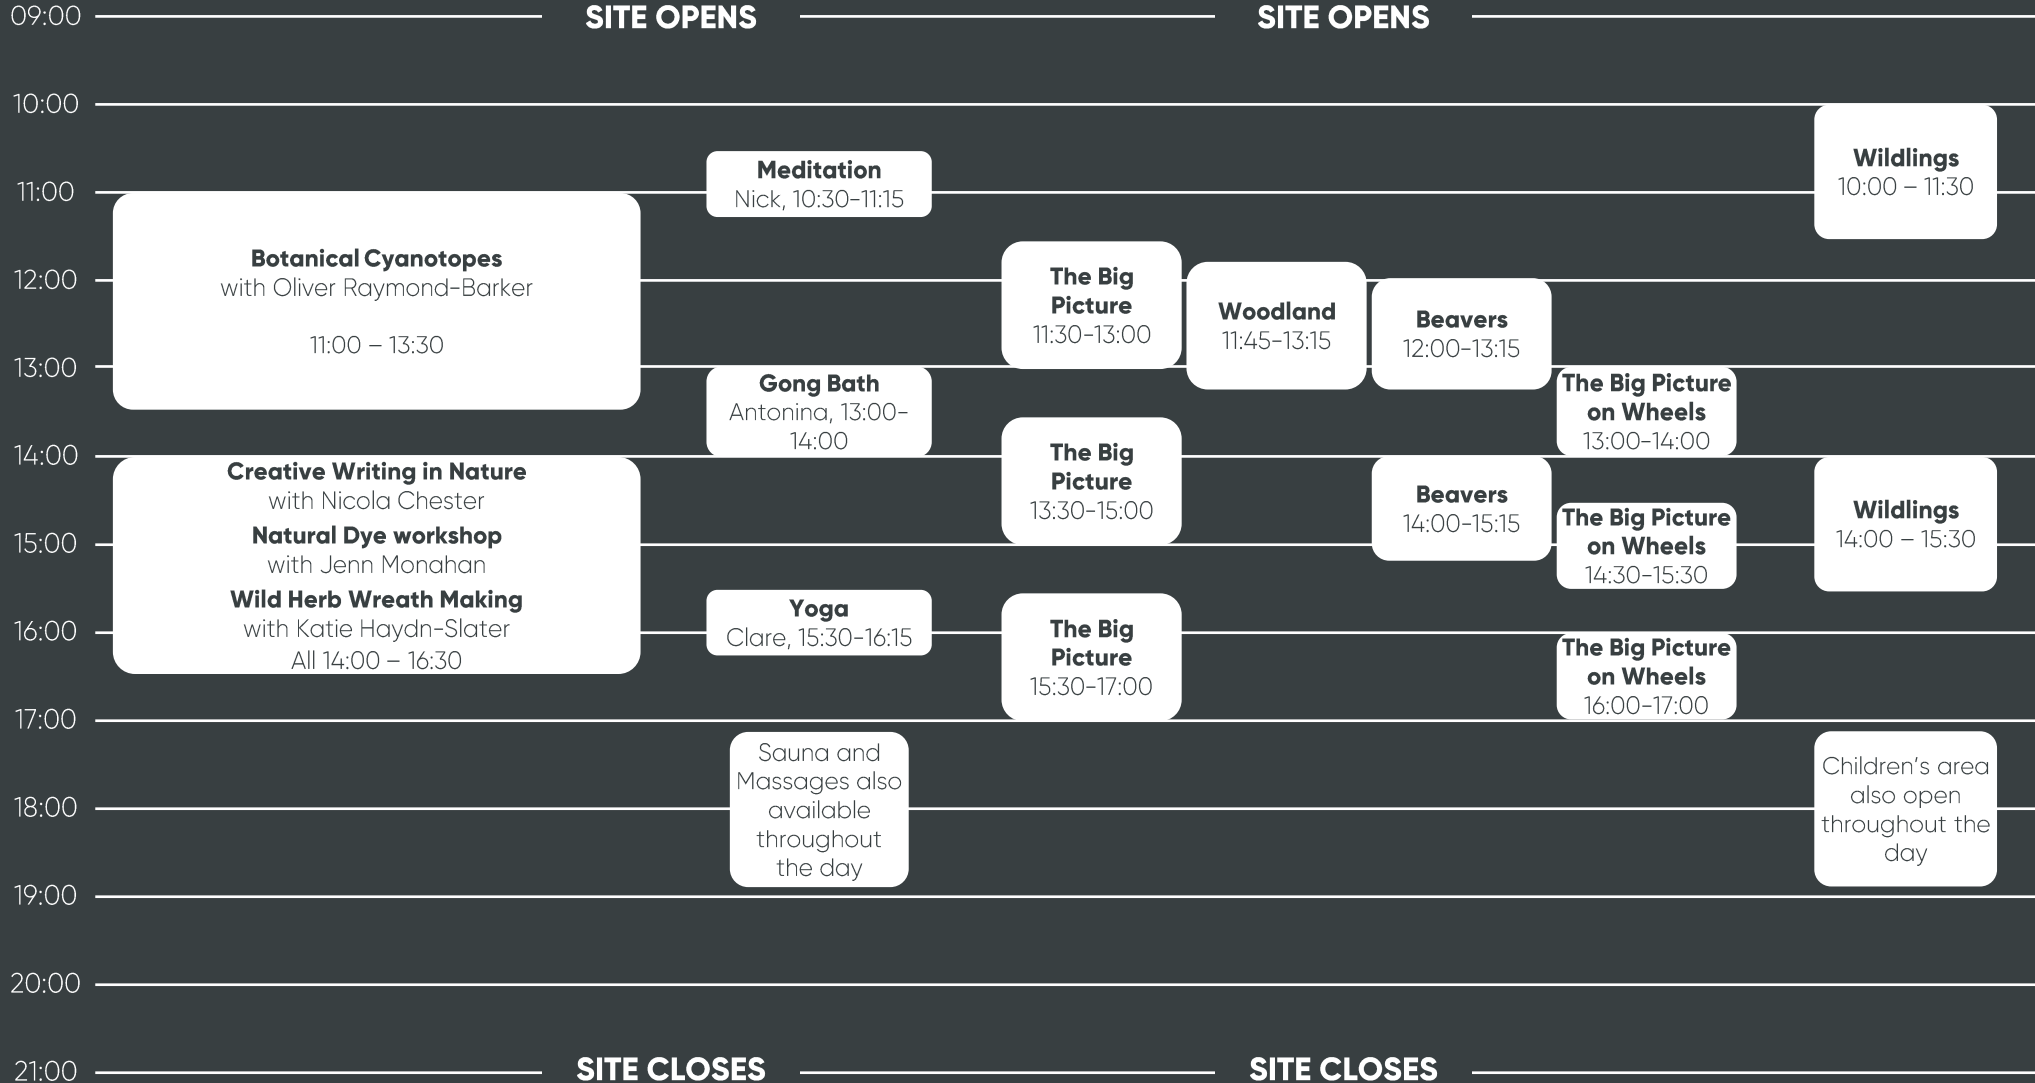 09:00
SITE OPENS
SITE OPENS
10:00
11:00
12:00
13:00
14:00
15:00
16:00
17:00
18:00
19:00
20:00
21:00
Botanical Cyanotopes
with Oliver Raymond-Barker
11:00 – 13:30
Creative Writing in Nature
with Nicola Chester
Natural Dye workshop
with Jenn Monahan
Wild Herb Wreath Making
with Katie Haydn-Slater
All 14:00 – 16:30
Meditation
Nick, 10:30-11:15
Gong Bath
Antonina, 13:00-
14:00
Yoga
Clare, 15:30-16:15
Sauna and
Massages also
available
throughout
the day
The Big
Picture
11:30-13:00
The Big
Picture
13:30-15:00
The Big
Picture
15:30-17:00
Woodland
11:45-13:15
Beavers
12:00-13:15
Beavers
14:00-15:15
The Big Picture
on Wheels
13:00-14:00
The Big Picture
on Wheels
14:30-15:30
The Big Picture
on Wheels
16:00-17:00
Wildlings
10:00 – 11:30
Wildlings
14:00 – 15:30
Children's area
also open
throughout the
day
SITE CLOSES
SITE CLOSES